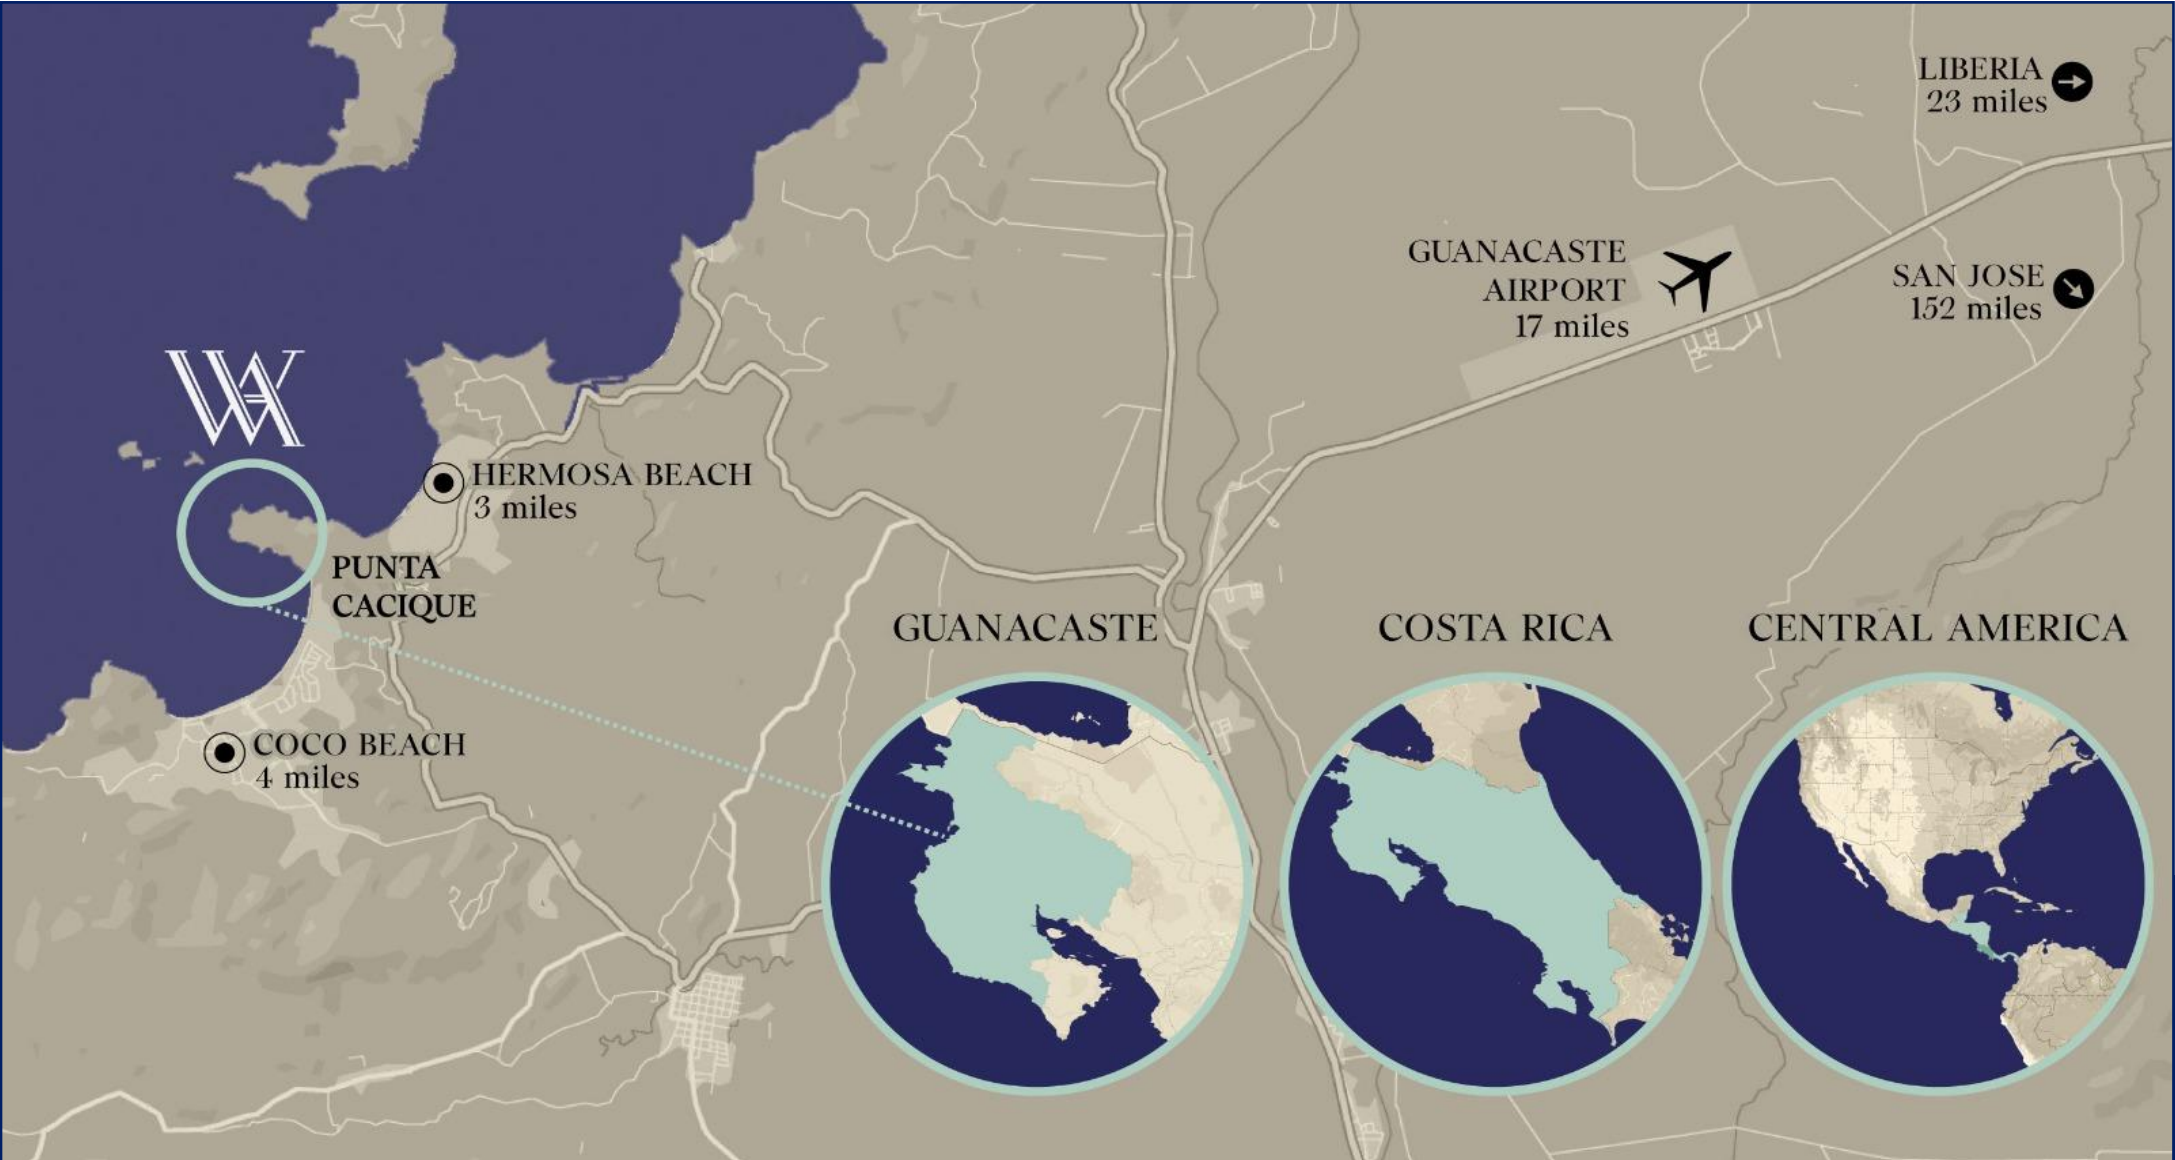 LIBERIA
23 miles
GUANACASTE
AIRPORT
17 miles
SAN JOSE
152 miles
WA
HERMOSA BEACH
3 miles
PUNTA
CACIQUE
COCO BEACH
4 miles
GUANACASTE
COSTA RICA
CENTRAL AMERICA